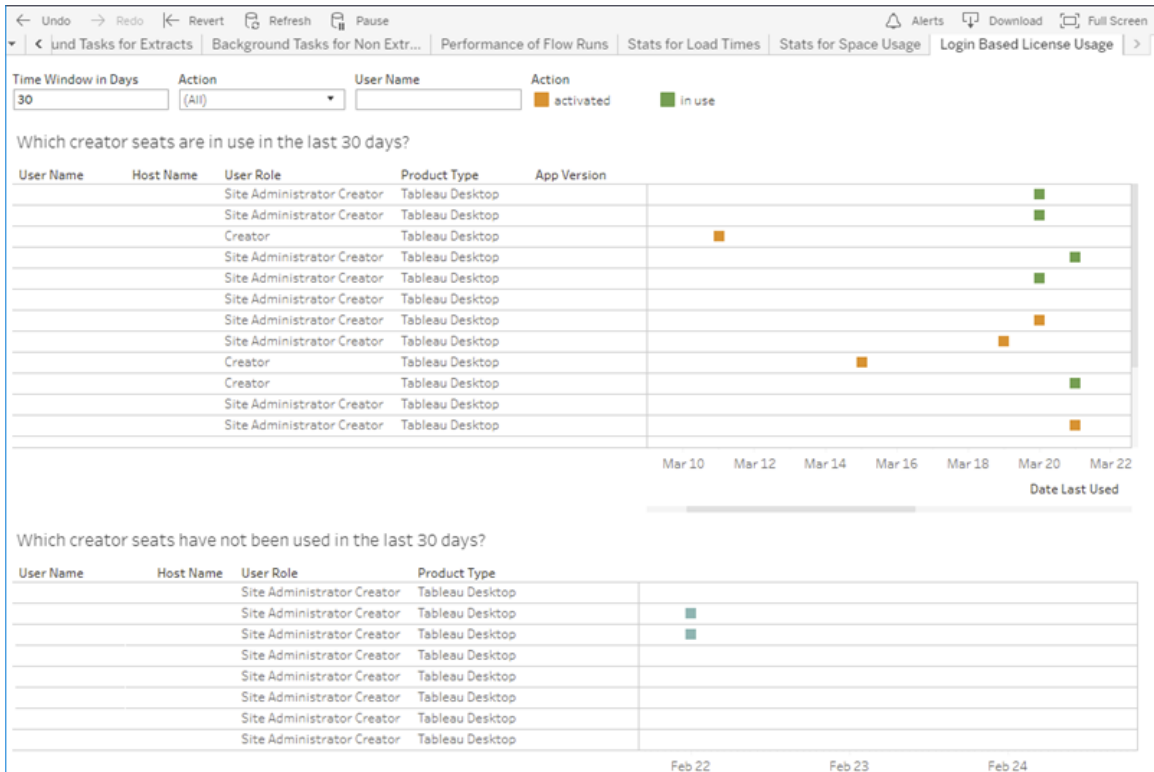 ← Undo → Redo |← Revert Refresh Pause Alerts Download Full Screen
und Tasks for Extracts Background Tasks for Non Extr... Performance of Flow Runs Stats for Load Times Stats for Space Usage Login Based License Usage
Time Window in Days Action User Name Action
30 (All) activated in use
Which creator seats are in use in the last 30 days?
User Name Host Name User Role Product Type App Version
Site Administrator Creator Tableau Desktop
Site Administrator Creator Tableau Desktop
Creator Tableau Desktop
Site Administrator Creator Tableau Desktop
Site Administrator Creator Tableau Desktop
Site Administrator Creator Tableau Desktop
Site Administrator Creator Tableau Desktop
Site Administrator Creator Tableau Desktop
Creator Tableau Desktop
Creator Tableau Desktop
Site Administrator Creator Tableau Desktop
Site Administrator Creator Tableau Desktop
Mar 10 Mar 12 Mar 14 Mar 16 Mar 18 Mar 20 Mar 22
Date Last Used
Which creator seats have not been used in the last 30 days?
User Name Host Name User Role Product Type
Site Administrator Creator Tableau Desktop
Site Administrator Creator Tableau Desktop
Site Administrator Creator Tableau Desktop
Site Administrator Creator Tableau Desktop
Site Administrator Creator Tableau Desktop
Site Administrator Creator Tableau Desktop
Site Administrator Creator Tableau Desktop
Site Administrator Creator Tableau Desktop
Feb 22 Feb 23 Feb 24